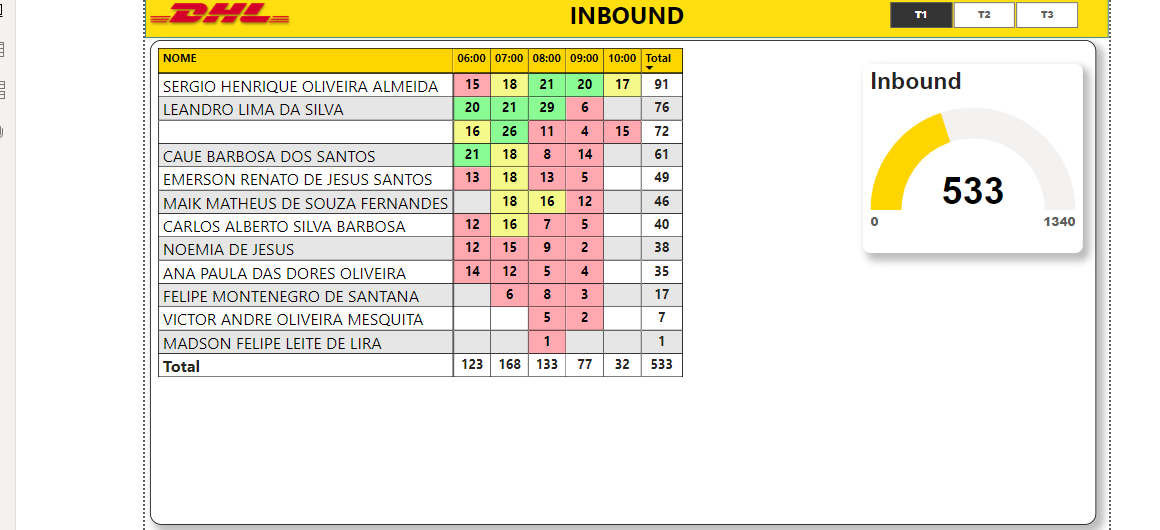 DHL
INBOUND
T1 T2 T3
NOME 06:00 07:00 08:00 09:00 10:00 Total
SERGIO HENRIQUE OLIVEIRA ALMEIDA 15 18 21 20 17 91
LEANDRO LIMA DA SILVA 20 21 29 6 76
16 26 11 4 15 72
CAUE BARBOSA DOS SANTOS 21 18 8 14 61
EMERSON RENATO DE JESUS SANTOS 13 18 13 5 49
MAIK MATHEUS DE SOUZA FERNANDES 18 16 12 46
CARLOS ALBERTO SILVA BARBOSA 12 16 7 5 40
NOEMIA DE JESUS 12 15 9 2 38
ANA PAULA DAS DORES OLIVEIRA 14 12 5 4 35
FELIPE MONTENEGRO DE SANTANA 6 8 3 17
VICTOR ANDRE OLIVEIRA MESQUITA 5 2 7
MADSON FELIPE LEITE DE LIRA 1 1
Total 123 168 133 77 32 533
Inbound
533
0 1340